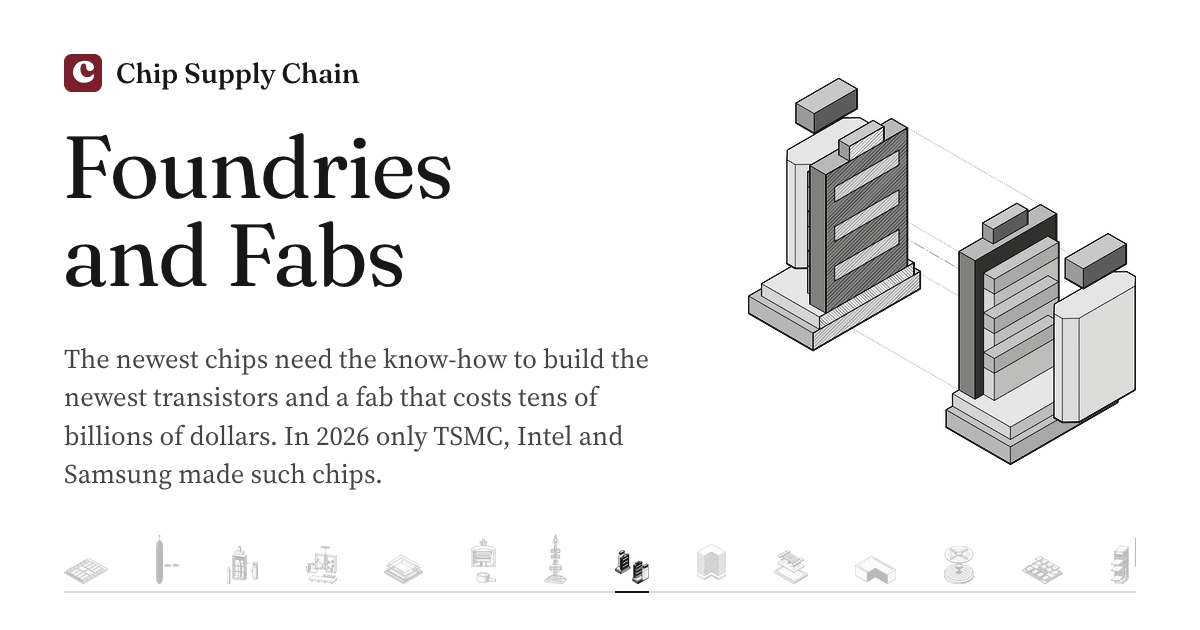 C Chip Supply Chain
Foundries
and Fabs
The newest chips need the know-how to build the
newest transistors and a fab that costs tens of
billions of dollars. In 2026 only TSMC, Intel and
Samsung made such chips.